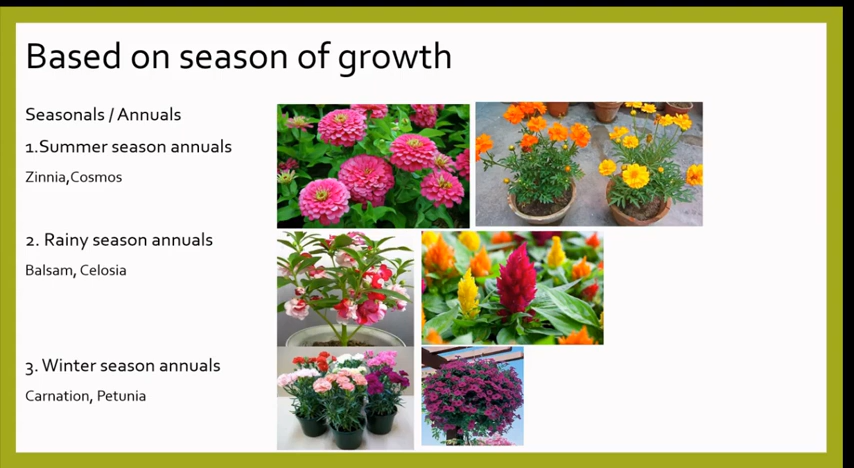 Based on season of growth
Seasonals / Annuals
1.Summer season annuals
Zinnia,Cosmos
2. Rainy season annuals
Balsam, Celosia
3. Winter season annuals
Carnation, Petunia